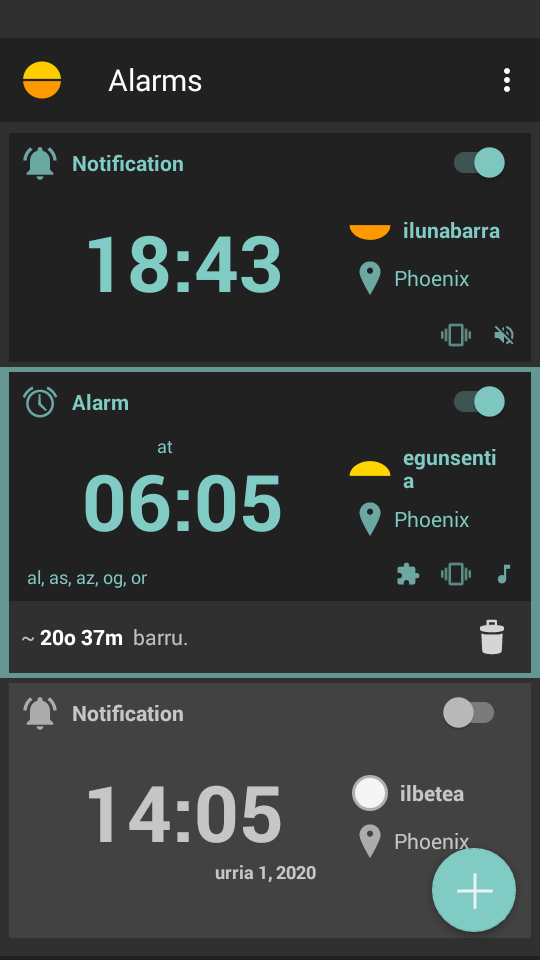 Alarms
Notification
18:43
ilunabarra
Phoenix
Alarm
at
06:05
egunsenti
a
Phoenix
al, as, az, og, or
~ 20o 37m barru.
Notification
14:05
ilbetea
Phoenix
urria 1, 2020